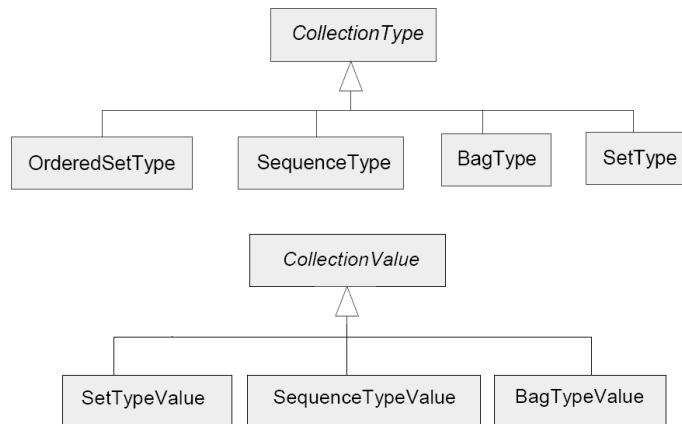 CollectionType
OrderedSetType
SequenceType
BagType
SetType
CollectionValue
SetTypeValue
SequenceTypeValue
BagTypeValue